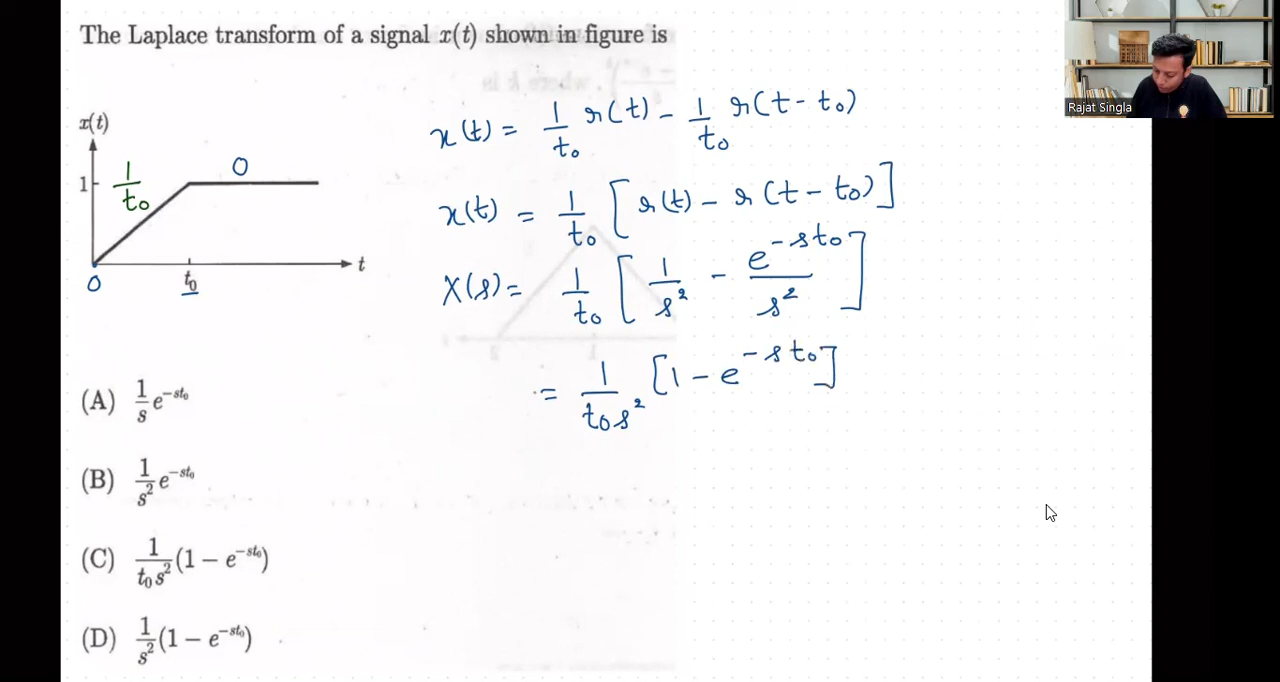 The Laplace transform of a signal x(t) shown in figure is
Rajat Singla
x(t)
1
1/t₀
0
0
t₀
t
x(t) = 1/t₀ r(t) - 1/t₀ r(t - t₀)
x(t) = 1/t₀ [r(t) - r(t - t₀)]
X(s) = 1/t₀ [1/s² - e^(-st₀)/s²]
= 1/(t₀s²) [1 - e^(-st₀)]
(A) 1/s e^(-st₀)
(B) 1/s² e^(-st₀)
(C) 1/(t₀s²) (1 - e^(-st₀))
(D) 1/s² (1 - e^(-st₀))